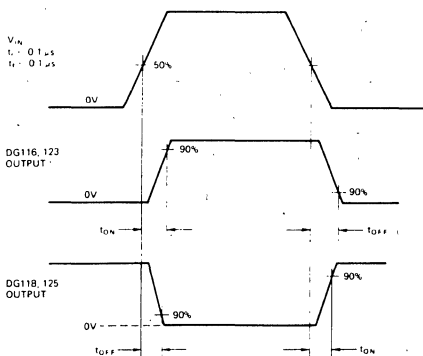 VIN
tr - 0.1 µs
tf - 0.1 µs
50%
0V
DG116, 123
OUTPUT
90%
0V
90%
tON
tOFF
DG118, 125
OUTPUT
90%
90%
0V
tOFF
tON